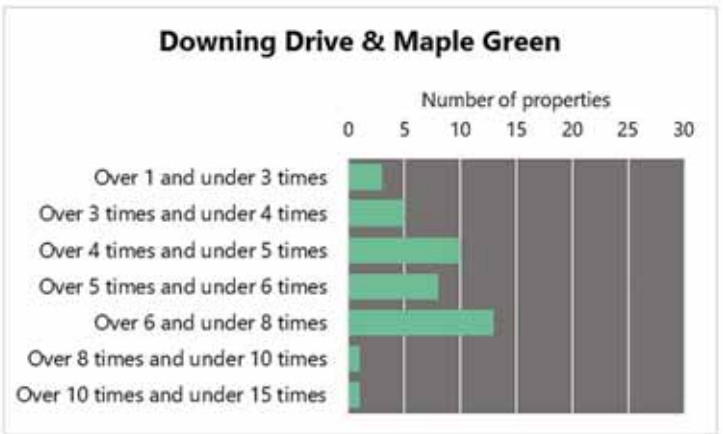 Downing Drive & Maple Green
Number of properties
0 5 10 15 20 25 30
Over 1 and under 3 times
Over 3 times and under 4 times
Over 4 times and under 5 times
Over 5 times and under 6 times
Over 6 and under 8 times
Over 8 times and under 10 times
Over 10 times and under 15 times